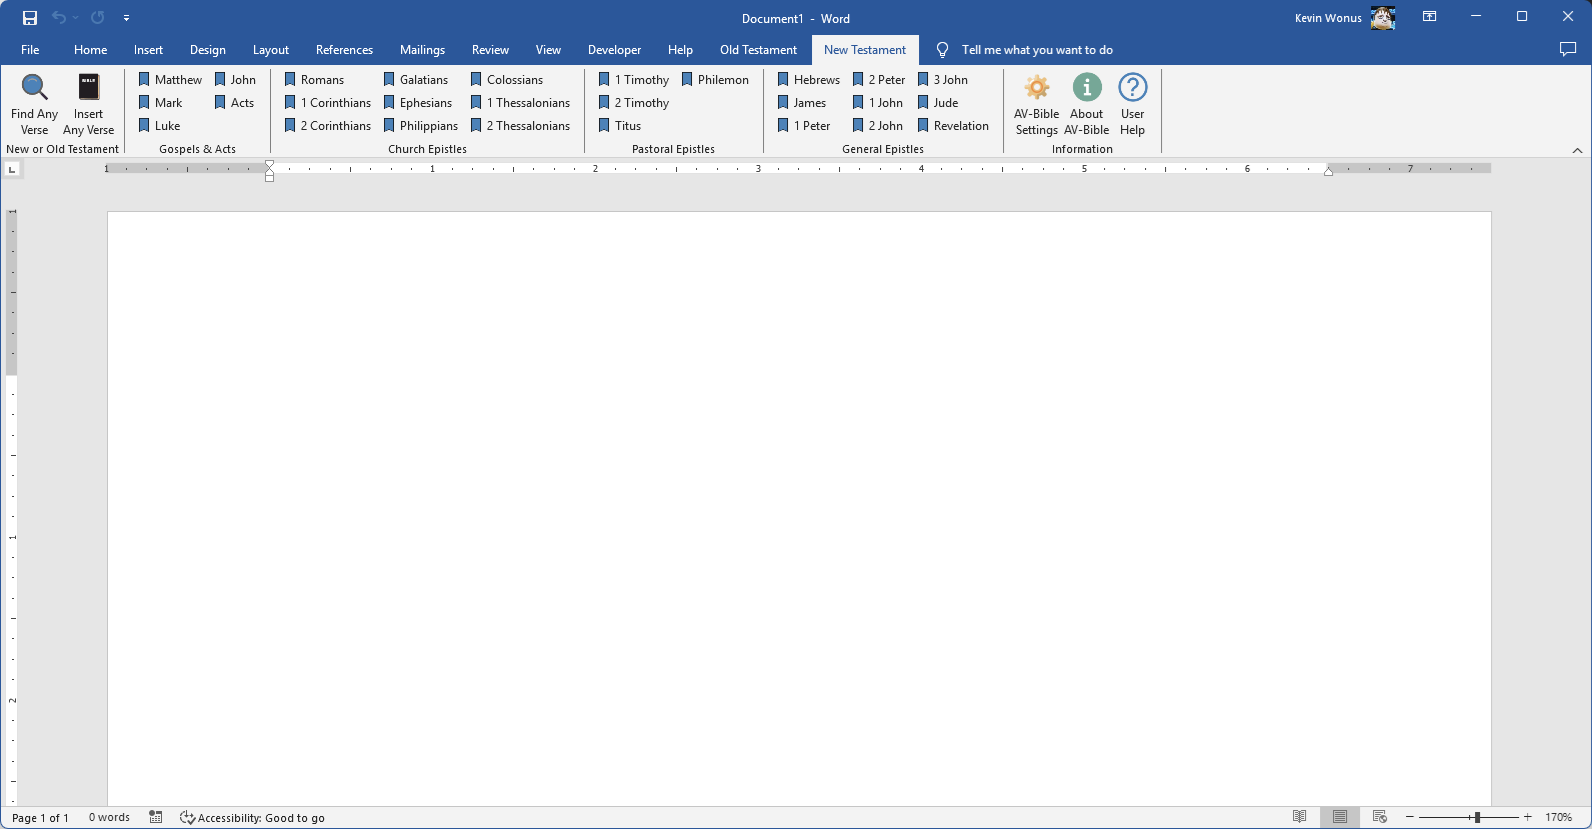 Document1 - Word
Kevin Wonus
File Home Insert Design Layout References Mailings Review View Developer Help Old Testament New Testament Tell me what you want to do
Find Any Verse
Insert Any Verse
New or Old Testament
Matthew John
Mark Acts
Luke
Gospels & Acts
Romans Galatians Colossians
1 Corinthians Ephesians 1 Thessalonians
2 Corinthians Philippians 2 Thessalonians
Church Epistles
1 Timothy Philemon
2 Timothy
Titus
Pastoral Epistles
Hebrews 2 Peter 3 John
James 1 John Jude
1 Peter 2 John Revelation
General Epistles
AV-Bible Settings
About AV-Bible
User Help
Information
1 1 2 3 4 5 6 7
1
1
2
Page 1 of 1 0 words Accessibility: Good to go 170%